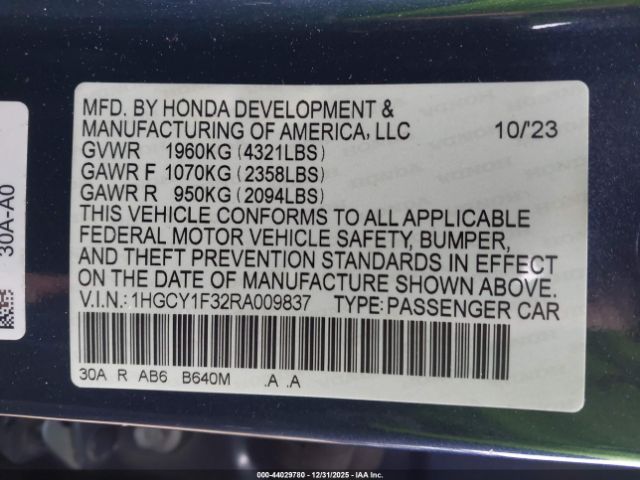 MFD. BY HONDA DEVELOPMENT &
MANUFACTURING OF AMERICA, LLC 10/'23
GVWR 1960KG (4321LBS)
GAWR F 1070KG (2358LBS)
GAWR R 950KG (2094LBS)
THIS VEHICLE CONFORMS TO ALL APPLICABLE
FEDERAL MOTOR VEHICLE SAFETY, BUMPER,
AND THEFT PREVENTION STANDARDS IN EFFECT
ON THE DATE OF MANUFACTURE SHOWN ABOVE.
V.I.N.: 1HGCY1F32RA009837 TYPE: PASSENGER CAR
30A R AB6 B640M .A .A
30A-A0
000-44029780 - 12/31/2025 - IAA Inc.